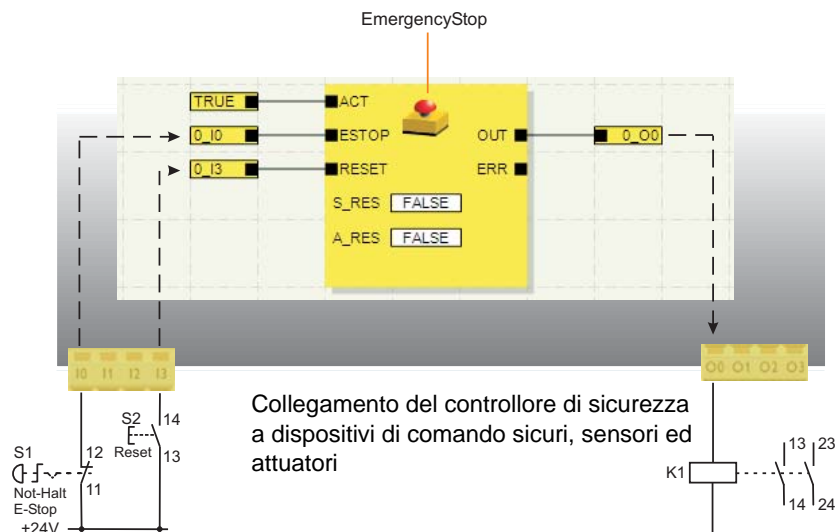 EmergencyStop
TRUE
ACT
0_I0
ESTOP
OUT
0_O0
0_I3
RESET
ERR
S_RES FALSE
A_RES FALSE
I0 I1 I2 I3
O0 O1 O2 O3
Collegamento del controllore di sicurezza
a dispositivi di comando sicuri, sensori ed
attuatori
S2
14
Reset
13
S1
12
11
Not-Halt
E-Stop
+24V
K1
13 23
14 24